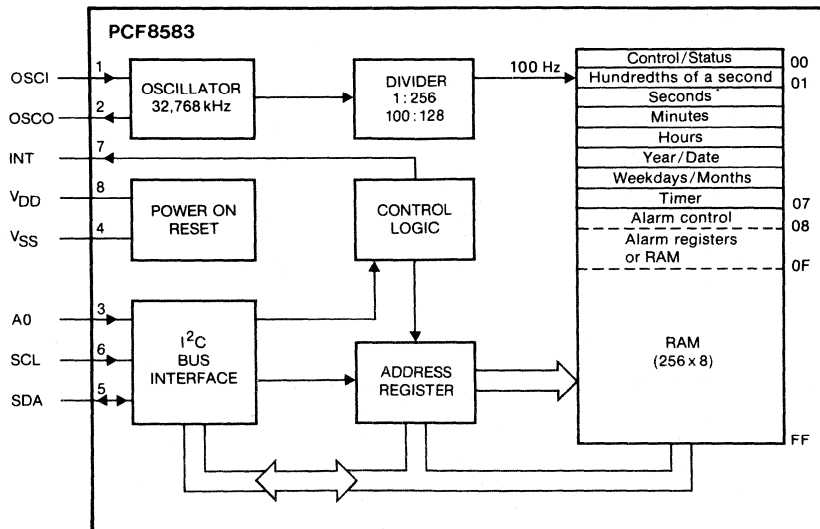 PCF8583
OSCI
1
OSCO
2
INT
7
VDD
8
VSS
4
A0
3
SCL
6
SDA
5
OSCILLATOR
32,768 kHz
DIVIDER
1 : 256
100 : 128
100 Hz
POWER ON
RESET
CONTROL
LOGIC
I²C
BUS
INTERFACE
ADDRESS
REGISTER
Control/Status
00
Hundredths of a second
01
Seconds
Minutes
Hours
Year/Date
Weekdays/Months
Timer
07
Alarm control
08
Alarm registers
or RAM
0F
RAM
(256 x 8)
FF